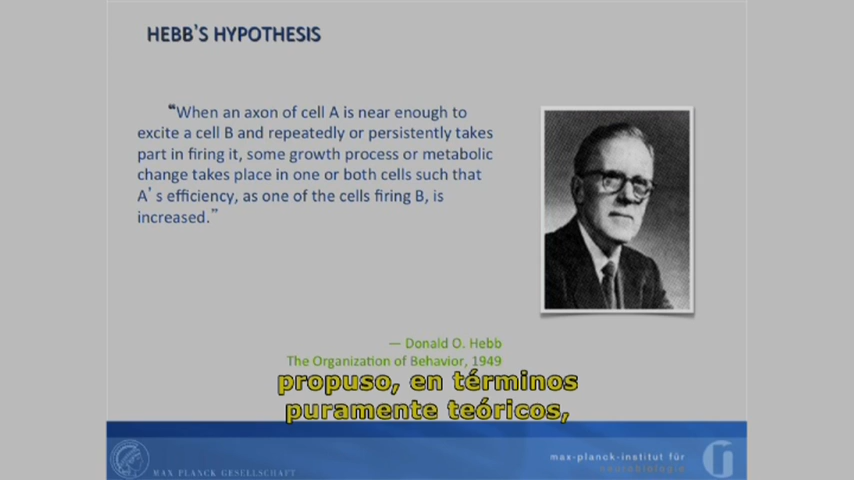 HEBB’S HYPOTHESIS
“When an axon of cell A is near enough to
excite a cell B and repeatedly or persistently takes
part in firing it, some growth process or metabolic
change takes place in one or both cells such that
A’s efficiency, as one of the cells firing B, is
increased.”
— Donald O. Hebb
The Organization of Behavior, 1949
propuso, en términos
puramente teóricos,
max-planck-institut für
neurobiologie
MAX-PLANCK-GESELLSCHAFT